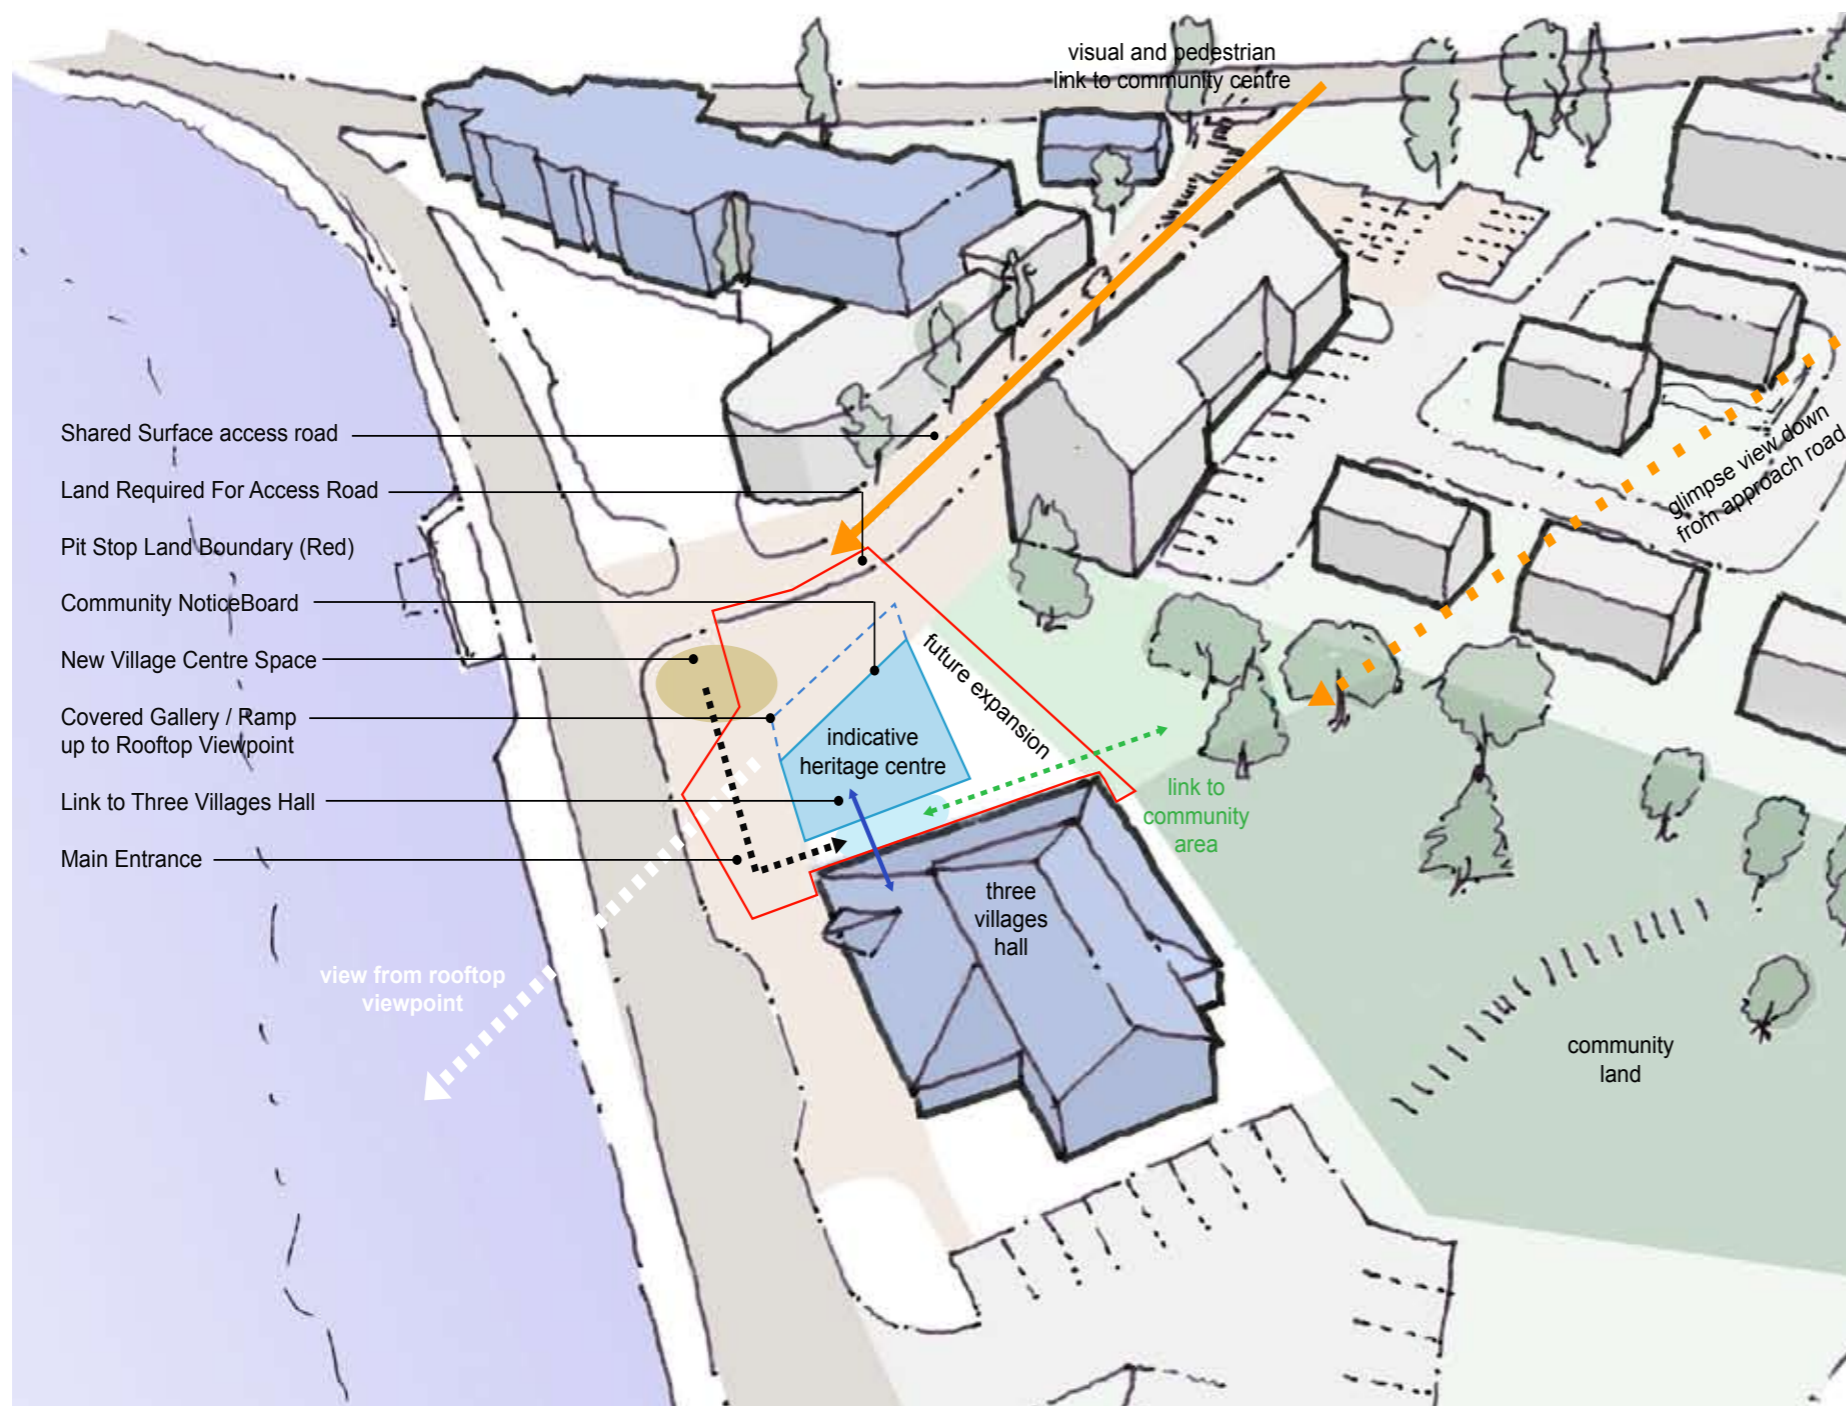 visual and pedestrian
link to community centre
glimpse view down
from approach road
Shared Surface access road
Land Required For Access Road
Pit Stop Land Boundary (Red)
Community NoticeBoard
New Village Centre Space
Covered Gallery / Ramp
up to Rooftop Viewpoint
Link to Three Villages Hall
Main Entrance
future expansion
indicative
heritage centre
link to
community
area
three
villages
hall
view from rooftop
viewpoint
community
land